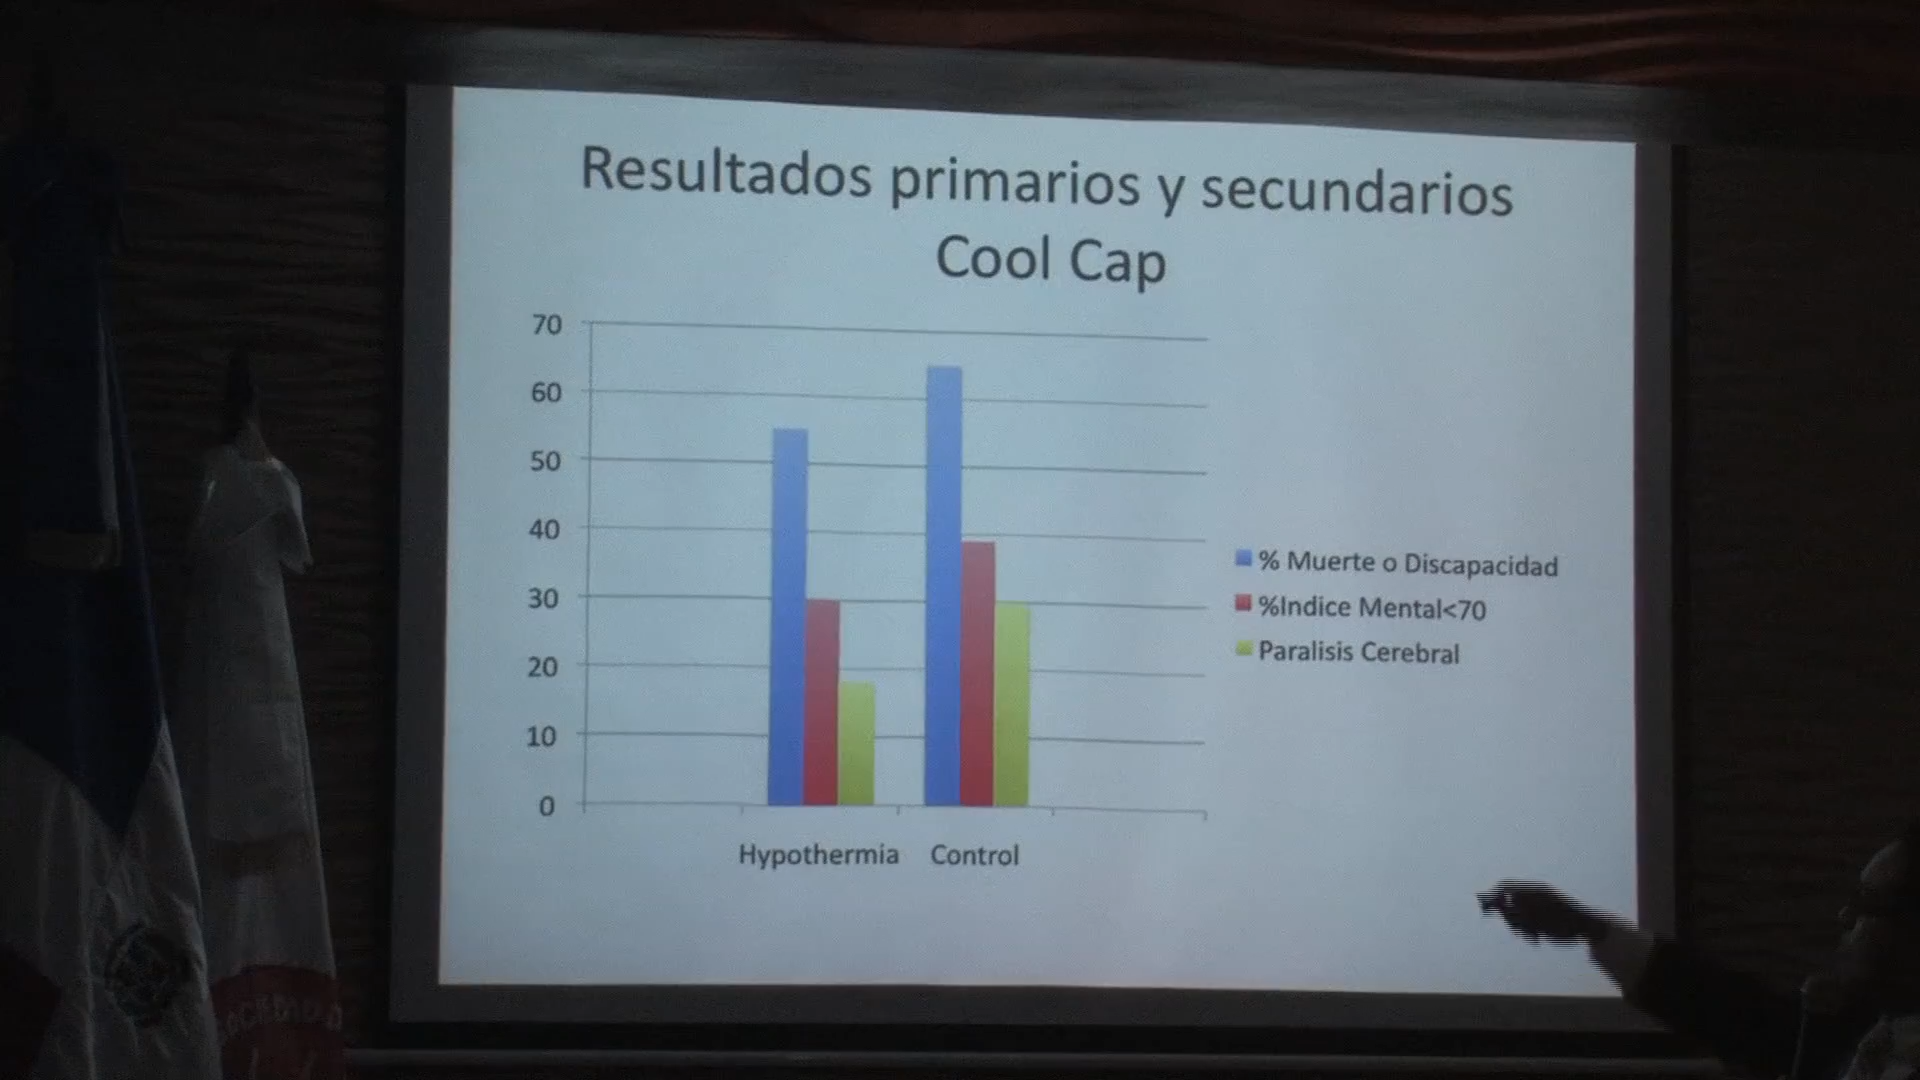 Resultados primarios y secundarios
Cool Cap
70
60
50
40
30
20
10
0
Hypothermia
Control
% Muerte o Discapacidad
%Indice Mental<70
Paralisis Cerebral